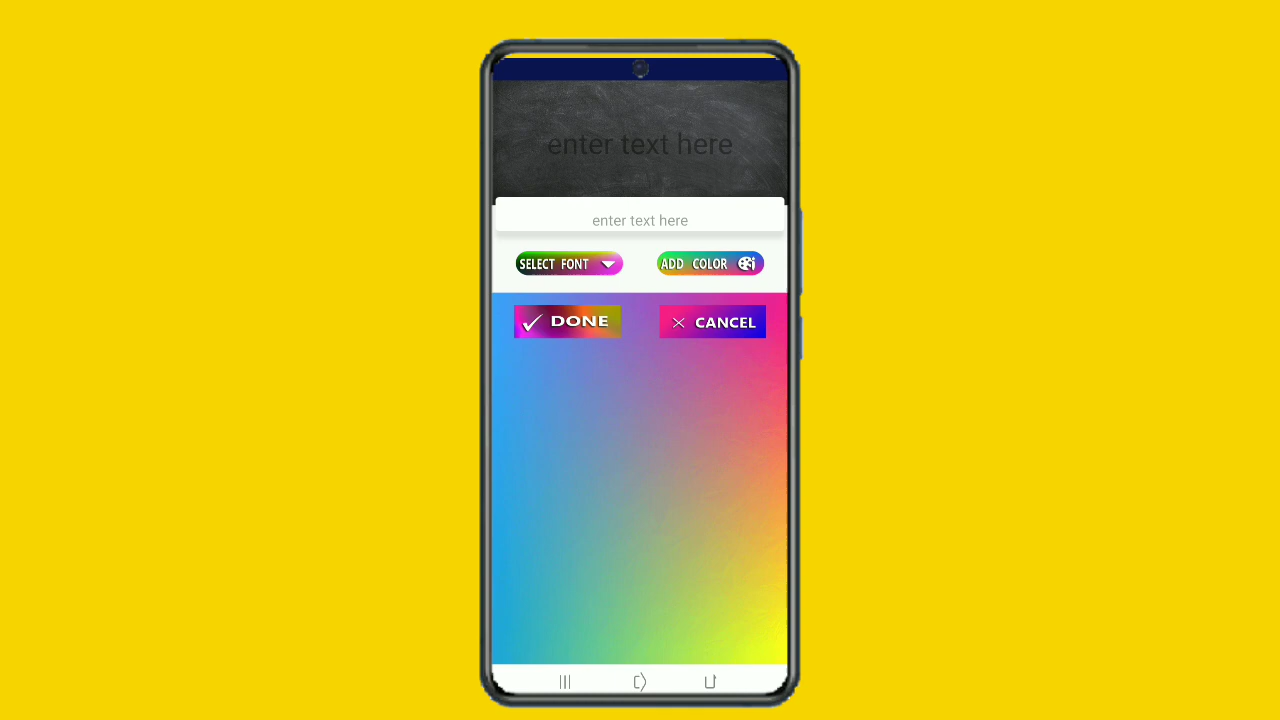 enter text here
enter text here
SELECT FONT
ADD COLOR
DONE
CANCEL